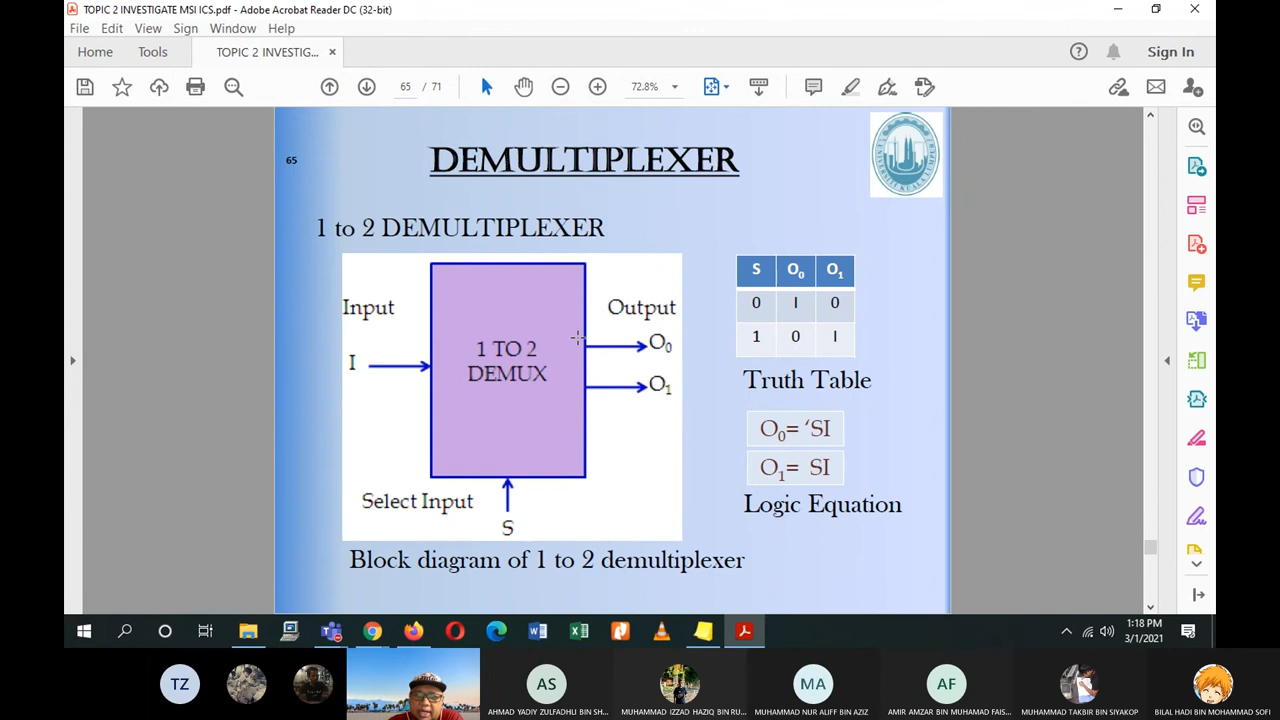 TOPIC 2 INVESTIGATE MSI ICS.pdf - Adobe Acrobat Reader DC (32-bit)
File Edit View Sign Window Help
Home Tools TOPIC 2 INVESTIG... × Sign In
65 / 71 72.8%
65
DEMULTIPLEXER
1 to 2 DEMULTIPLEXER
Input
Output
I
1 TO 2
DEMUX
O0
O1
Select Input
S
S O0 O1
0 I 0
1 0 I
Truth Table
O0= ‘SI
O1= SI
Logic Equation
Block diagram of 1 to 2 demultiplexer
1:18 PM
3/1/2021
TZ AS MA AF
AHMAD YADIY ZULFADHLI BIN SH... MUHAMMAD IZZAD HAZIQ BIN RU... MUHAMMAD NUR ALIFF BIN AZIZ AMIR AMZAR BIN MUHAMAD FAIS... MUHAMMAD TAKBIR BIN SIYAKOP BILAL HADI BIN MOHAMMAD SOFI